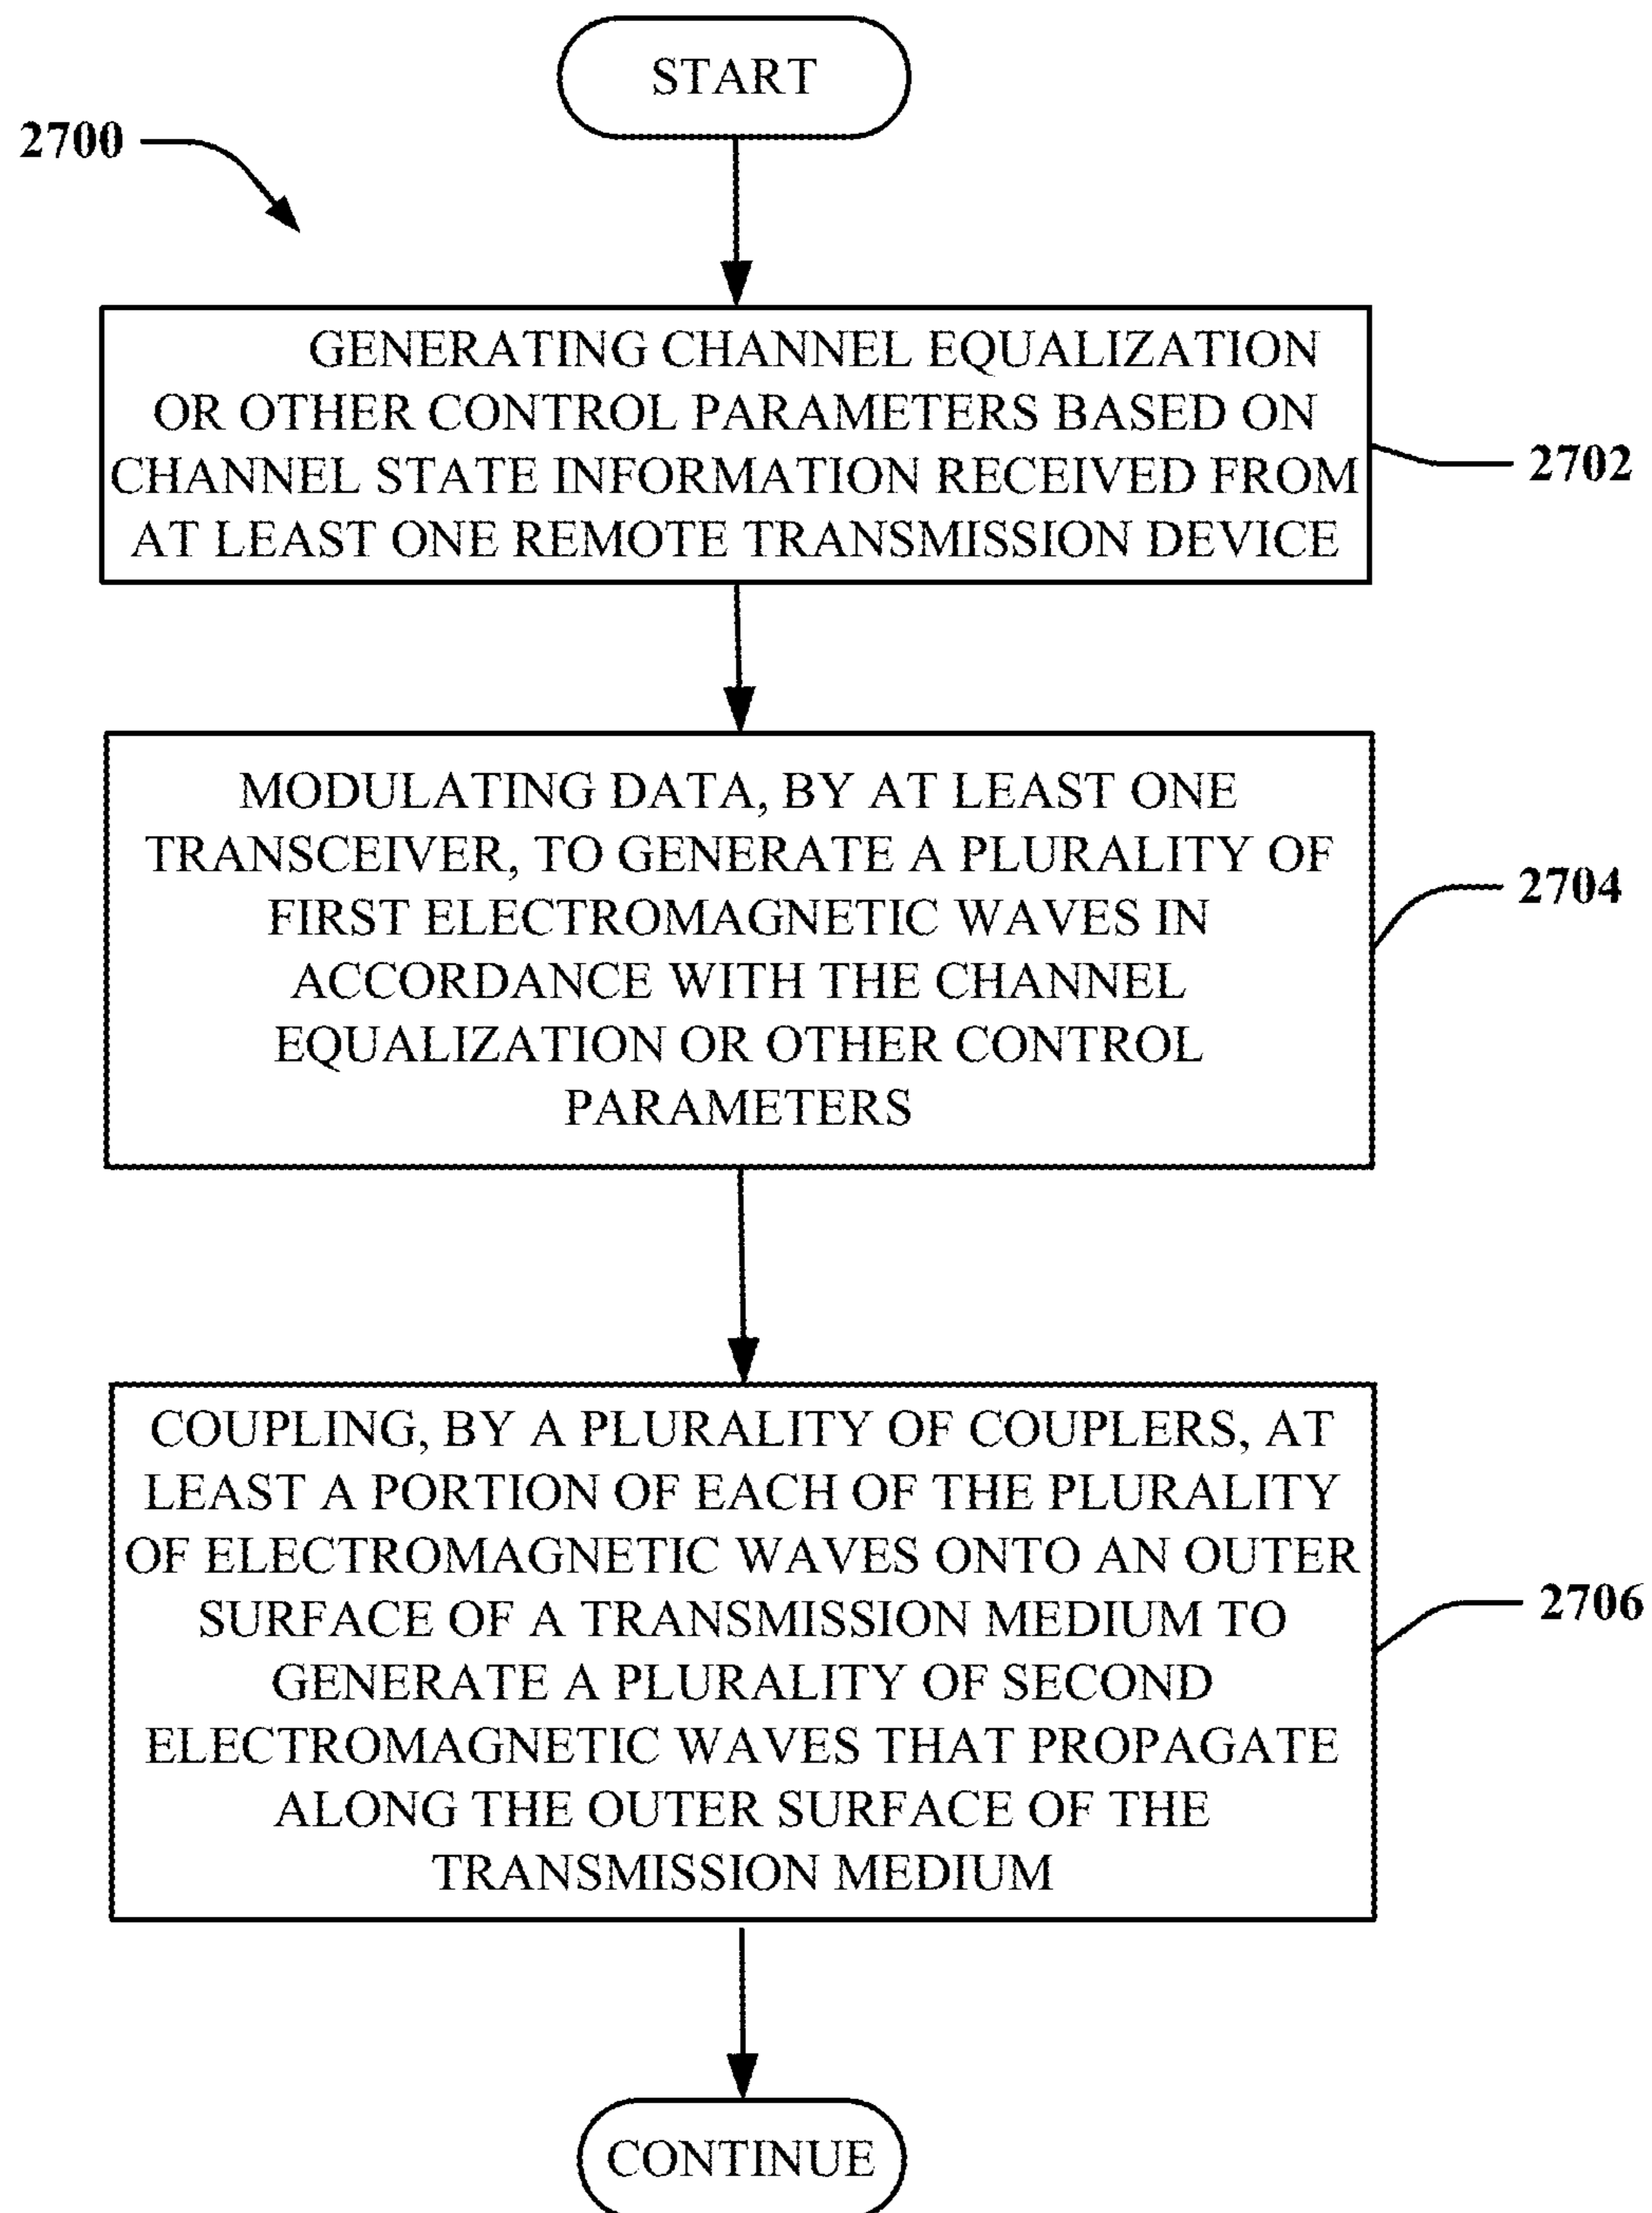 START
2700
GENERATING CHANNEL EQUALIZATION
OR OTHER CONTROL PARAMETERS BASED ON
CHANNEL STATE INFORMATION RECEIVED FROM
AT LEAST ONE REMOTE TRANSMISSION DEVICE
2702
MODULATING DATA, BY AT LEAST ONE
TRANSCEIVER, TO GENERATE A PLURALITY OF
FIRST ELECTROMAGNETIC WAVES IN
ACCORDANCE WITH THE CHANNEL
EQUALIZATION OR OTHER CONTROL
PARAMETERS
2704
COUPLING, BY A PLURALITY OF COUPLERS, AT
LEAST A PORTION OF EACH OF THE PLURALITY
OF ELECTROMAGNETIC WAVES ONTO AN OUTER
SURFACE OF A TRANSMISSION MEDIUM TO
GENERATE A PLURALITY OF SECOND
ELECTROMAGNETIC WAVES THAT PROPAGATE
ALONG THE OUTER SURFACE OF THE
TRANSMISSION MEDIUM
2706
CONTINUE